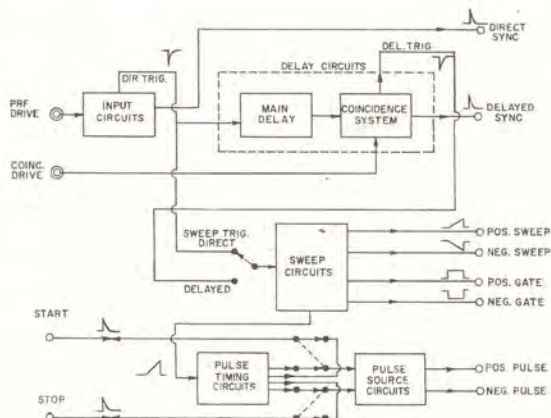 DIRECT
SYNC
DEL. TRIG
DELAY CIRCUITS
DIR TRIG.
PRF
DRIVE
INPUT
CIRCUITS
MAIN
DELAY
COINCIDENCE
SYSTEM
DELAYED
SYNC
COINC.
DRIVE
SWEEP TRIG.
DIRECT
SWEEP
CIRCUITS
POS. SWEEP
NEG. SWEEP
DELAYED
POS. GATE
NEG. GATE
START
PULSE
TIMING
CIRCUITS
PULSE
SOURCE
CIRCUITS
POS. PULSE
NEG. PULSE
STOP